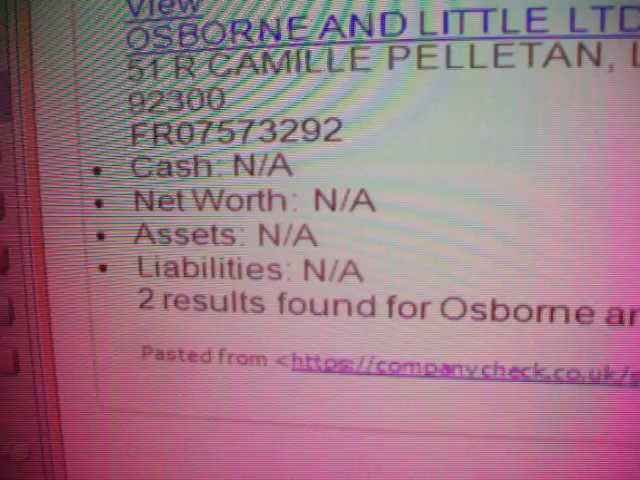 View
OSBORNE AND LITTLE LTD
51 R CAMILLE PELLETAN, L
92300
FR07573292
• Cash: N/A
• Net Worth: N/A
• Assets: N/A
• Liabilities: N/A
2 results found for Osborne an
Pasted from <https://companycheck.co.uk/s